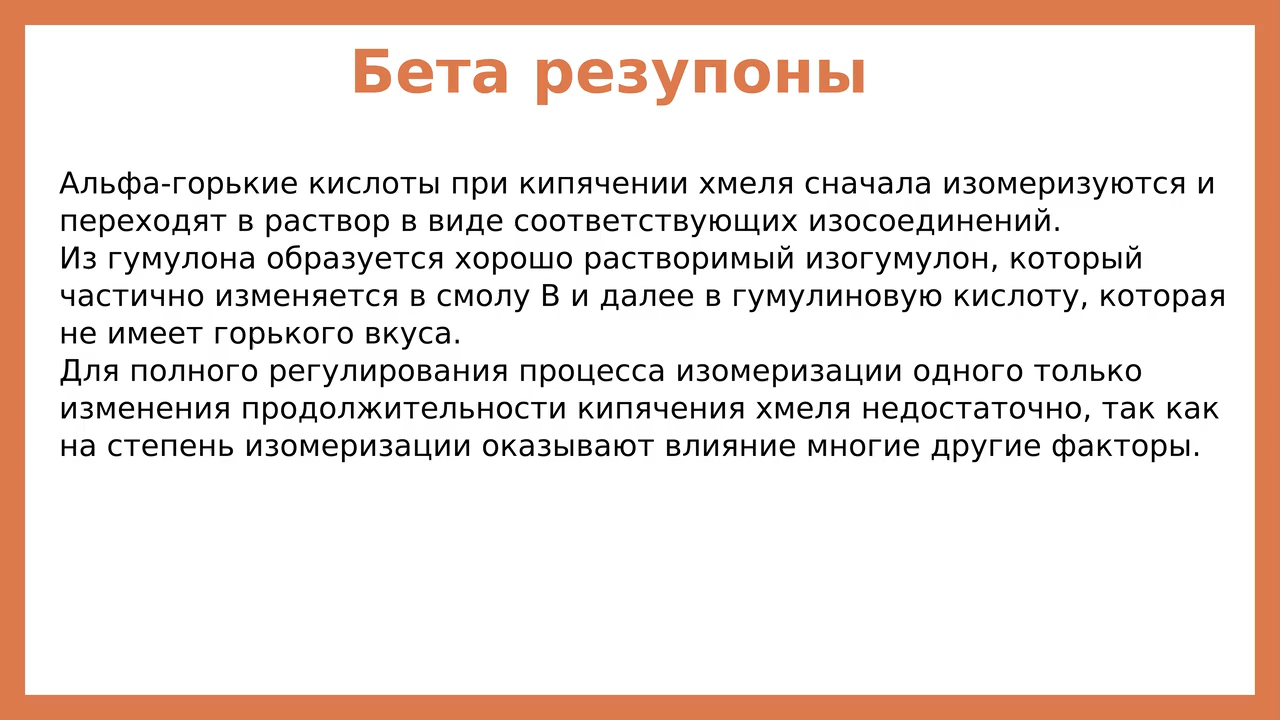 Бета резупоны
Альфа-горькие кислоты при кипячении хмеля сначала изомеризуются и
переходят в раствор в виде соответствующих изосоединений.
Из гумулона образуется хорошо растворимый изогумулон, который
частично изменяется в смолу В и далее в гумулиновую кислоту, которая
не имеет горького вкуса.
Для полного регулирования процесса изомеризации одного только
изменения продолжительности кипячения хмеля недостаточно, так как
на степень изомеризации оказывают влияние многие другие факторы.